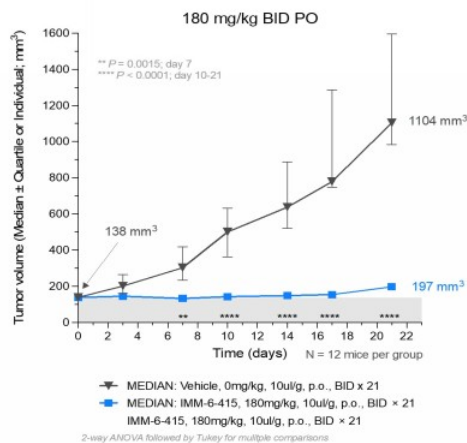 180 mg/kg BID PO
Tumor volume (Median ± Quartile or Individual; mm³)
1600
1400
1200
1000
800
600
400
200
0
** P = 0.0015; day 7
**** P < 0.0001; day 10-21
138 mm³
1104 mm³
197 mm³
** **** **** **** ****
0 2 4 6 8 10 12 14 16 18 20 22
Time (days)
N = 12 mice per group
MEDIAN: Vehicle, 0mg/kg, 10ul/g, p.o., BID x 21
MEDIAN: IMM-6-415, 180mg/kg, 10ul/g, p.o., BID × 21
IMM-6-415, 180mg/kg, 10ul/g, p.o., BID × 21
2-way ANOVA followed by Tukey for mulitple comparisons